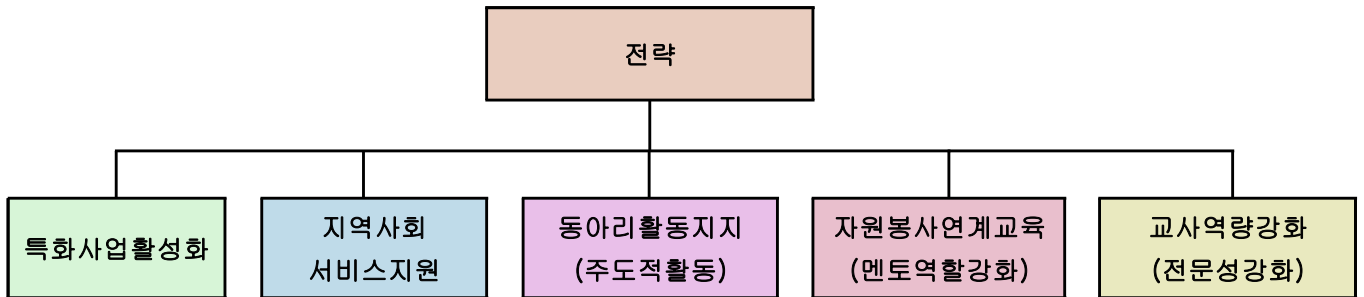 전략
특화사업활성화
지역사회
서비스지원
동아리활동지지
(주도적활동)
자원봉사연계교육
(멘토역할강화)
교사역량강화
(전문성강화)